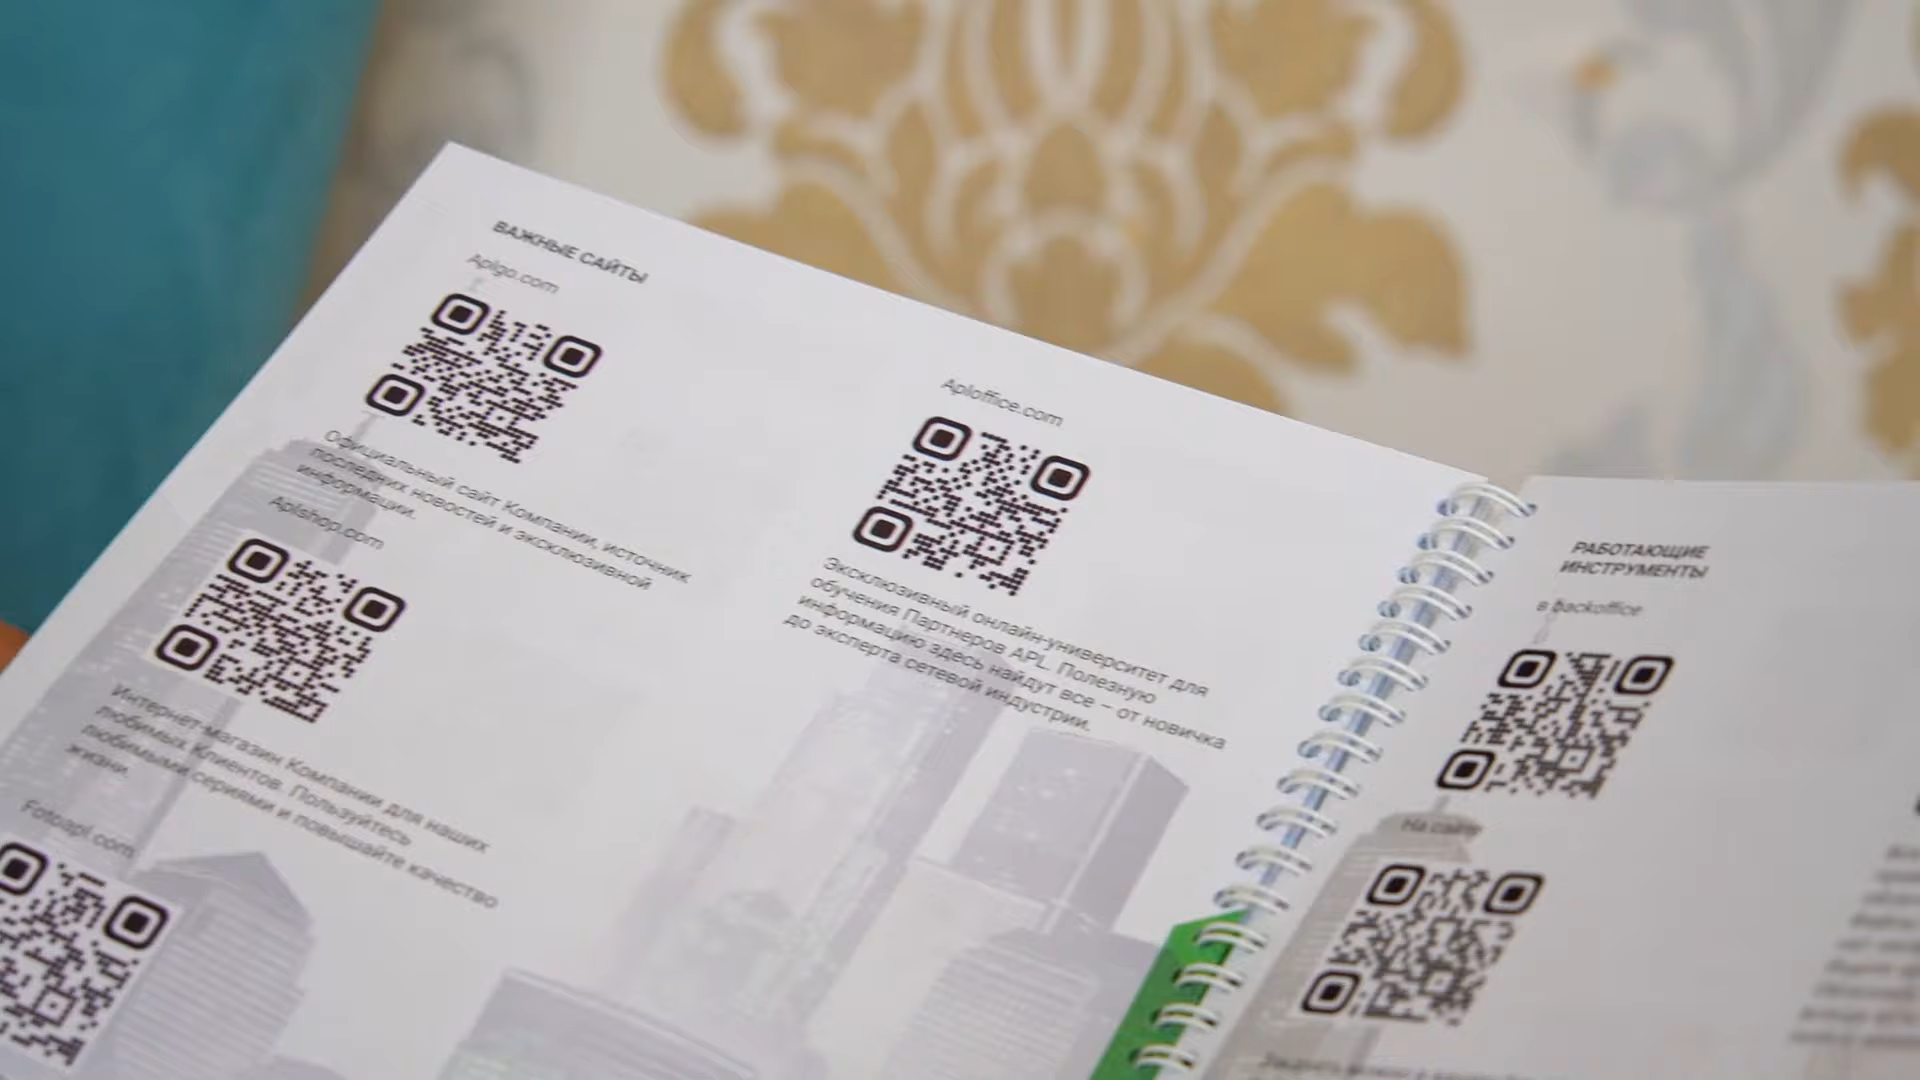 ВАЖНЫЕ САЙТЫ
Aplgo.com
Официальный сайт Компании, источник
последних новостей и эксклюзивной
информации.
Aplshop.com
Интернет-магазин Компании для наших
любимых Клиентов. Пользуйтесь
любимыми сериями и повышайте качество
жизни.
Fotoapl.com
Aploffice.com
Эксклюзивный онлайн-университет для
обучения Партнеров APL. Полезную
информацию здесь найдут все – от новичка
до эксперта сетевой индустрии.
РАБОТАЮЩИЕ
ИНСТРУМЕНТЫ
в backoffice
На сайте